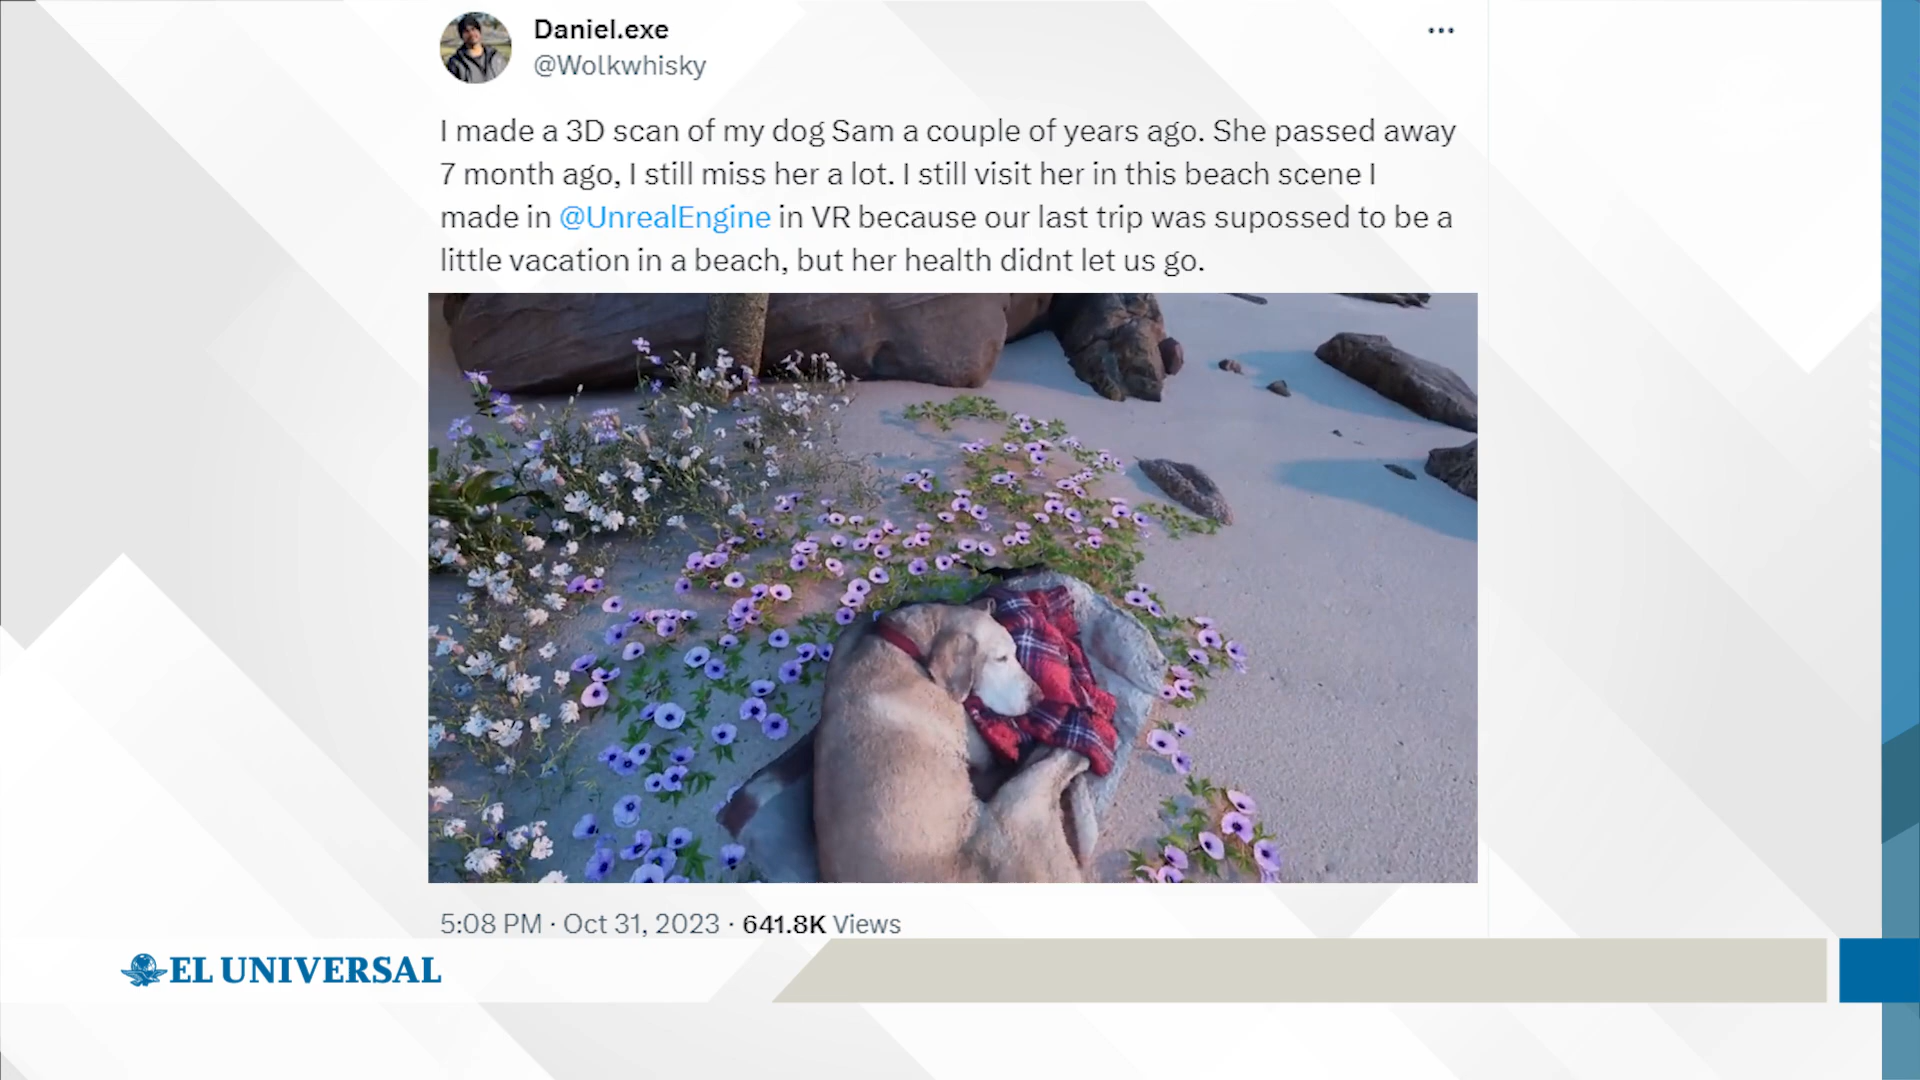 Daniel.exe
@Wolkwhisky
I made a 3D scan of my dog Sam a couple of years ago. She passed away
7 month ago, I still miss her a lot. I still visit her in this beach scene I
made in @UnrealEngine in VR because our last trip was supossed to be a
little vacation in a beach, but her health didnt let us go.
5:08 PM · Oct 31, 2023 · 641.8K Views
EL UNIVERSAL